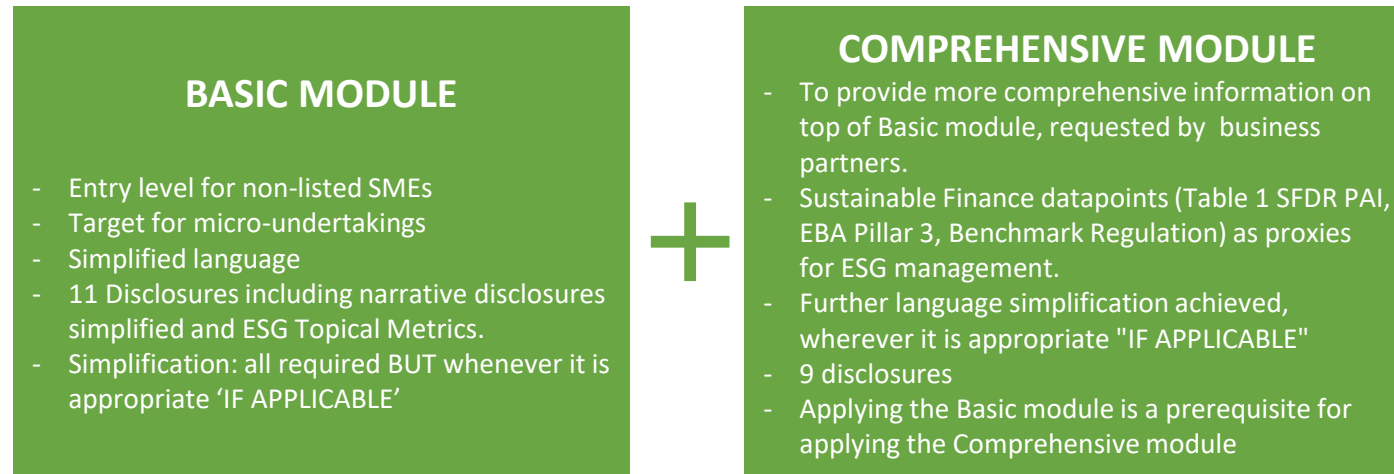 BASIC MODULE
- Entry level for non-listed SMEs
- Target for micro-undertakings
- Simplified language
- 11 Disclosures including narrative disclosures
simplified and ESG Topical Metrics.
- Simplification: all required BUT whenever it is
appropriate ‘IF APPLICABLE’
+
COMPREHENSIVE MODULE
- To provide more comprehensive information on
top of Basic module, requested by business
partners.
- Sustainable Finance datapoints (Table 1 SFDR PAI,
EBA Pillar 3, Benchmark Regulation) as proxies
for ESG management.
- Further language simplification achieved,
wherever it is appropriate "IF APPLICABLE"
- 9 disclosures
- Applying the Basic module is a prerequisite for
applying the Comprehensive module